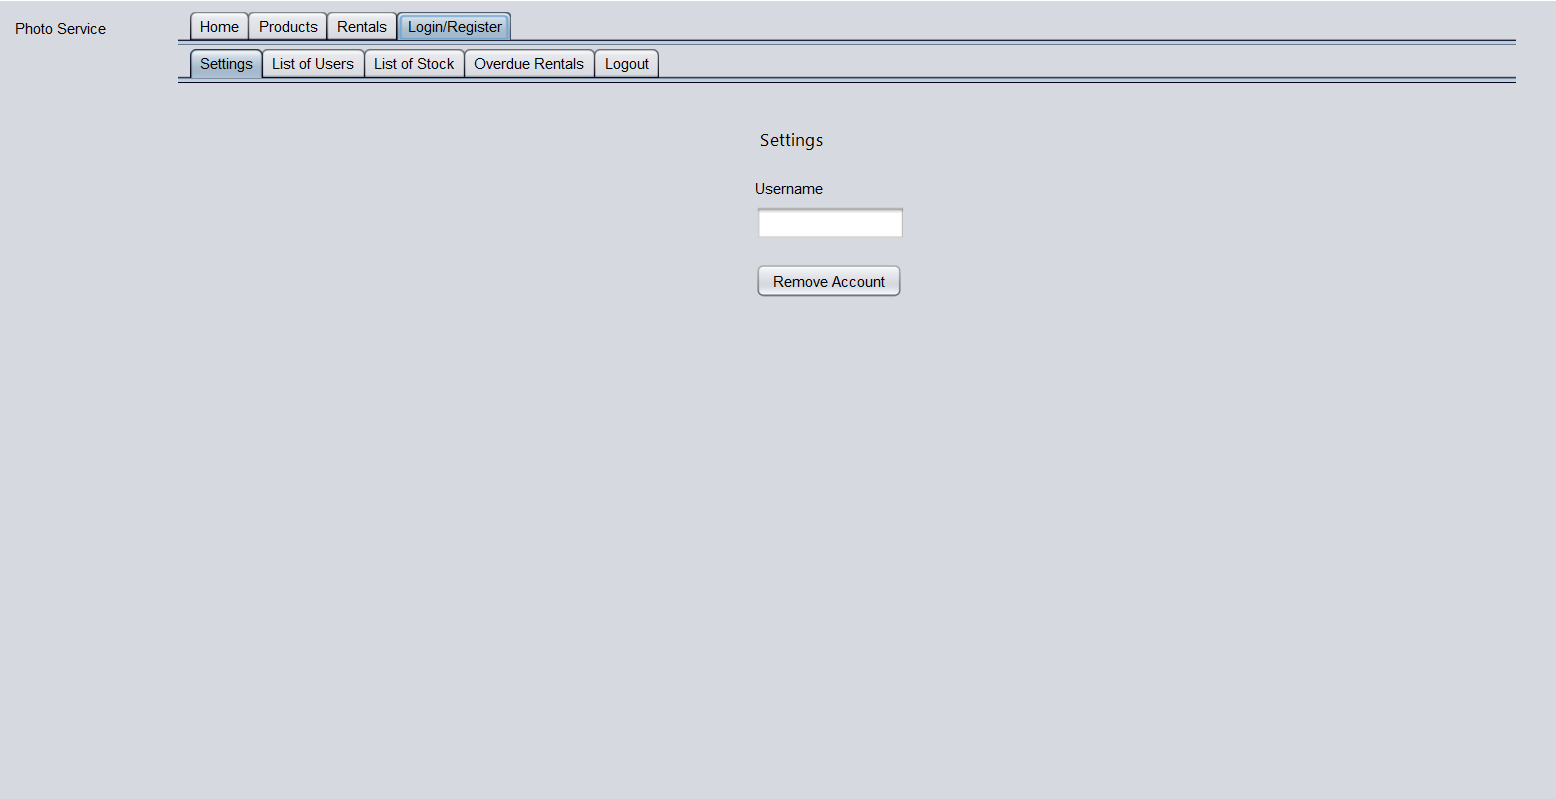 Photo Service
Home Products Rentals Login/Register
Settings List of Users List of Stock Overdue Rentals Logout
Settings
Username
Remove Account